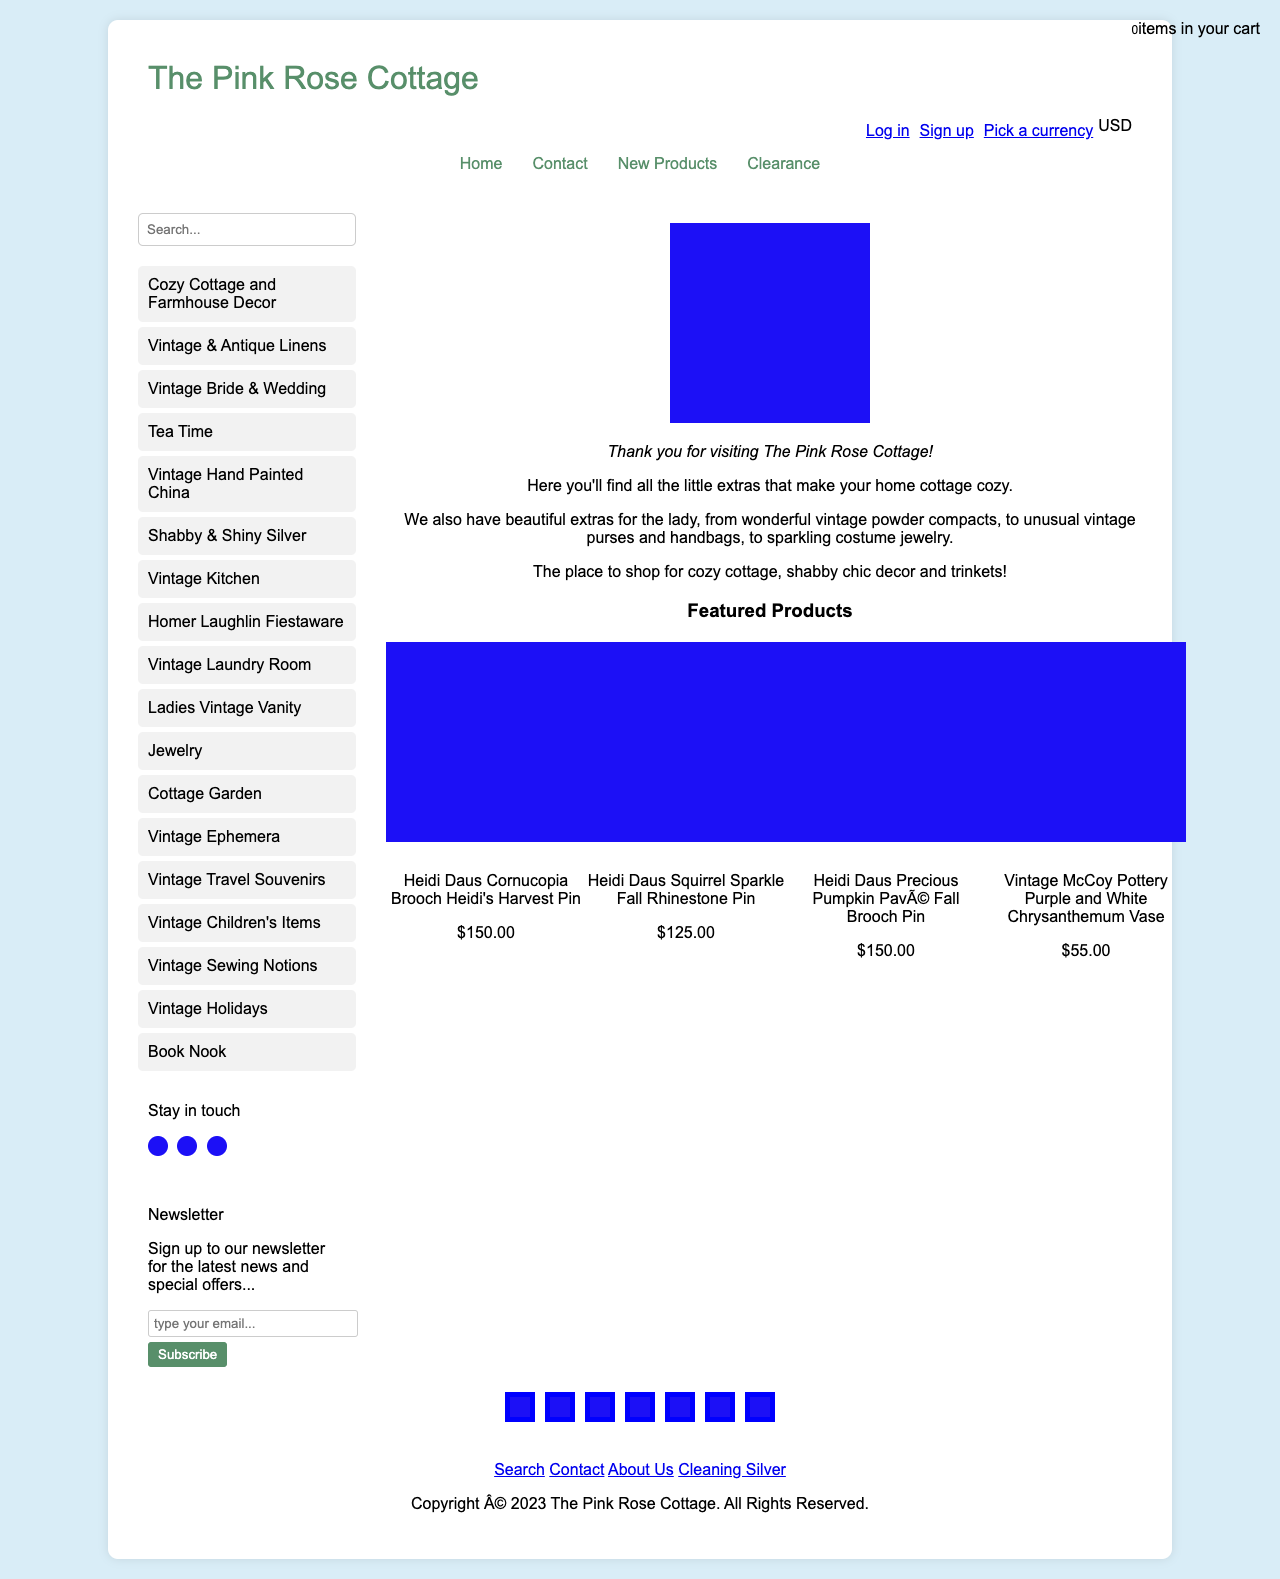 0items in your cart
The Pink Rose Cottage
Log in Sign up Pick a currency USD
Home Contact New Products Clearance
Search...
Cozy Cottage and
Farmhouse Decor
Vintage & Antique Linens
Vintage Bride & Wedding
Tea Time
Vintage Hand Painted
China
Shabby & Shiny Silver
Vintage Kitchen
Homer Laughlin Fiestaware
Vintage Laundry Room
Ladies Vintage Vanity
Jewelry
Cottage Garden
Vintage Ephemera
Vintage Travel Souvenirs
Vintage Children's Items
Vintage Sewing Notions
Vintage Holidays
Book Nook
Stay in touch
Newsletter
Sign up to our newsletter
for the latest news and
special offers...
type your email...
Subscribe
Thank you for visiting The Pink Rose Cottage!
Here you'll find all the little extras that make your home cottage cozy.
We also have beautiful extras for the lady, from wonderful vintage powder compacts, to unusual vintage
purses and handbags, to sparkling costume jewelry.
The place to shop for cozy cottage, shabby chic decor and trinkets!
Featured Products
Heidi Daus Cornucopia
Brooch Heidi's Harvest Pin
$150.00
Heidi Daus Squirrel Sparkle
Fall Rhinestone Pin
$125.00
Heidi Daus Precious
Pumpkin PavÃ© Fall
Brooch Pin
$150.00
Vintage McCoy Pottery
Purple and White
Chrysanthemum Vase
$55.00
Search Contact About Us Cleaning Silver
Copyright Â© 2023 The Pink Rose Cottage. All Rights Reserved.